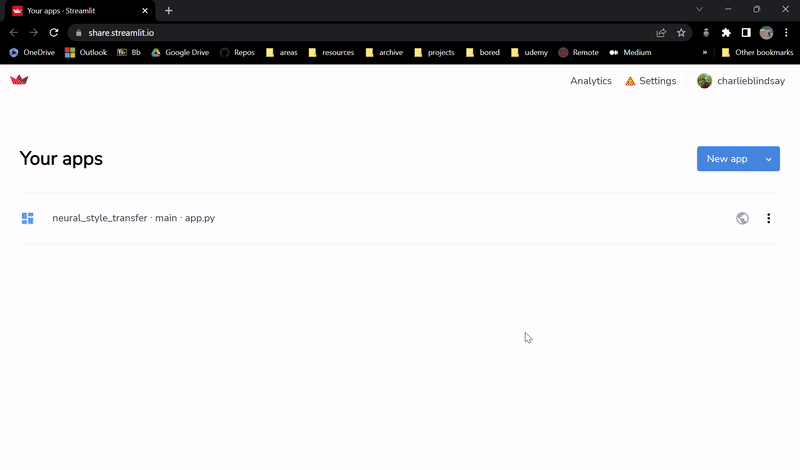 Your apps · Streamlit
share.streamlit.io
OneDrive Outlook Bb Google Drive Repos areas resources archive projects bored udemy Remote Medium » Other bookmarks
Analytics Settings charlieblindsay
Your apps
New app
neural_style_transfer · main · app.py